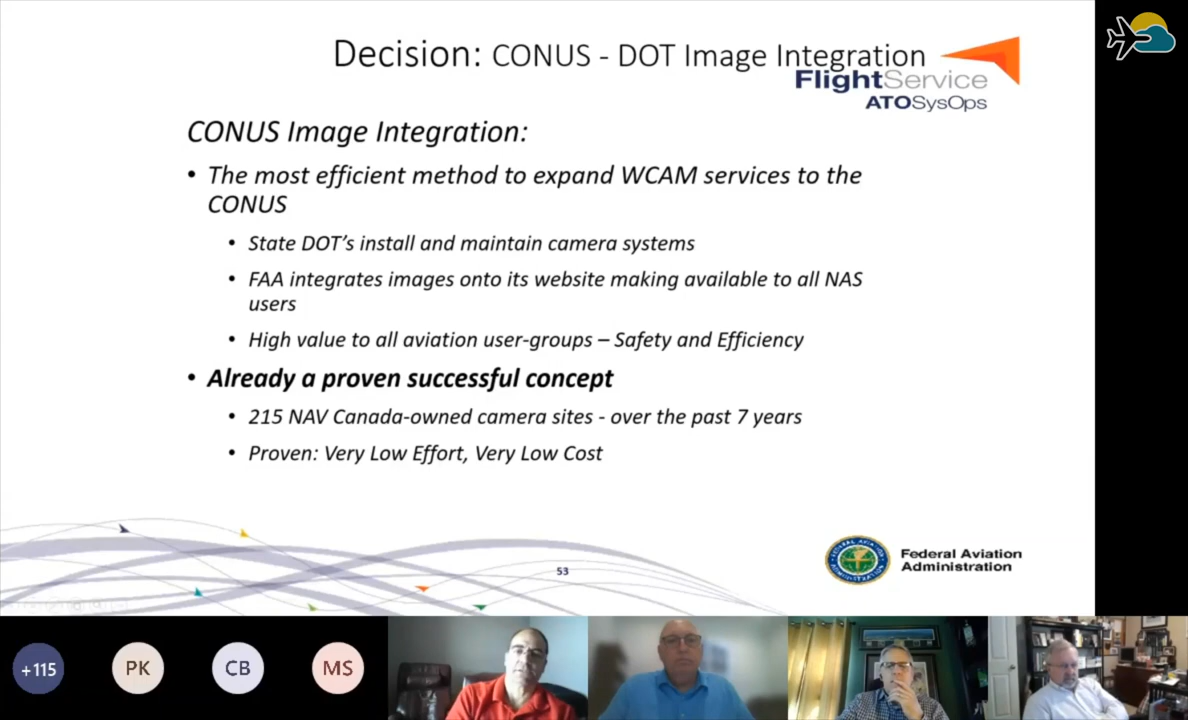 Decision: CONUS - DOT Image Integration
FlightService
ATOSysOps
CONUS Image Integration:
• The most efficient method to expand WCAM services to the
CONUS
• State DOT's install and maintain camera systems
• FAA integrates images onto its website making available to all NAS
users
• High value to all aviation user-groups – Safety and Efficiency
• Already a proven successful concept
• 215 NAV Canada-owned camera sites - over the past 7 years
• Proven: Very Low Effort, Very Low Cost
53
Federal Aviation
Administration
+115
PK
CB
MS